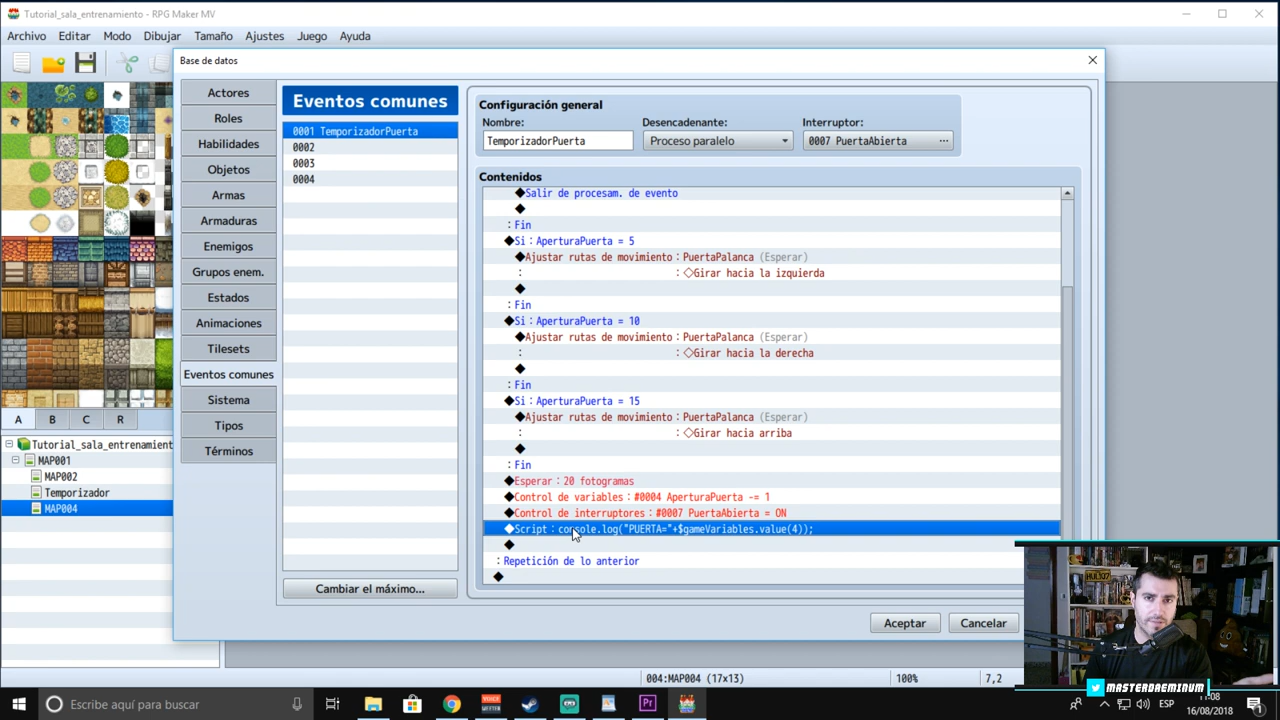 Tutorial_sala_entrenamiento - RPG Maker MV
Archivo Editar Modo Dibujar Tamaño Ajustes Juego Ayuda
Base de datos
Actores
Roles
Habilidades
Objetos
Armas
Armaduras
Enemigos
Grupos enem.
Estados
Animaciones
Tilesets
Eventos comunes
Sistema
Tipos
Términos
Eventos comunes
0001 TemporizadorPuerta
0002
0003
0004
Cambiar el máximo...
Configuración general
Nombre: Desencadenante: Interruptor:
TemporizadorPuerta Proceso paralelo 0007 PuertaAbierta ...
Contenidos
◆Salir de procesam. de evento
◆
: Fin
◆Si : AperturaPuerta = 5
◆Ajustar rutas de movimiento : PuertaPalanca (Esperar)
: : ◇Girar hacia la izquierda
◆
: Fin
◆Si : AperturaPuerta = 10
◆Ajustar rutas de movimiento : PuertaPalanca (Esperar)
: : ◇Girar hacia la derecha
◆
: Fin
◆Si : AperturaPuerta = 15
◆Ajustar rutas de movimiento : PuertaPalanca (Esperar)
: : ◇Girar hacia arriba
◆
: Fin
◆Esperar : 20 fotogramas
◆Control de variables : #0004 AperturaPuerta -= 1
◆Control de interruptores : #0007 PuertaAbierta = ON
◆Script : console.log("PUERTA="+$gameVariables.value(4));
◆
: Repetición de lo anterior
◆
Aceptar Cancelar
A B C R
Tutorial_sala_entrenamiento
MAP001
MAP002
Temporizador
MAP004
004:MAP004 (17x13) 100% 7,2
MASTERDAEMINUM
Escribe aquí para buscar
ESP
11:08
16/08/2018